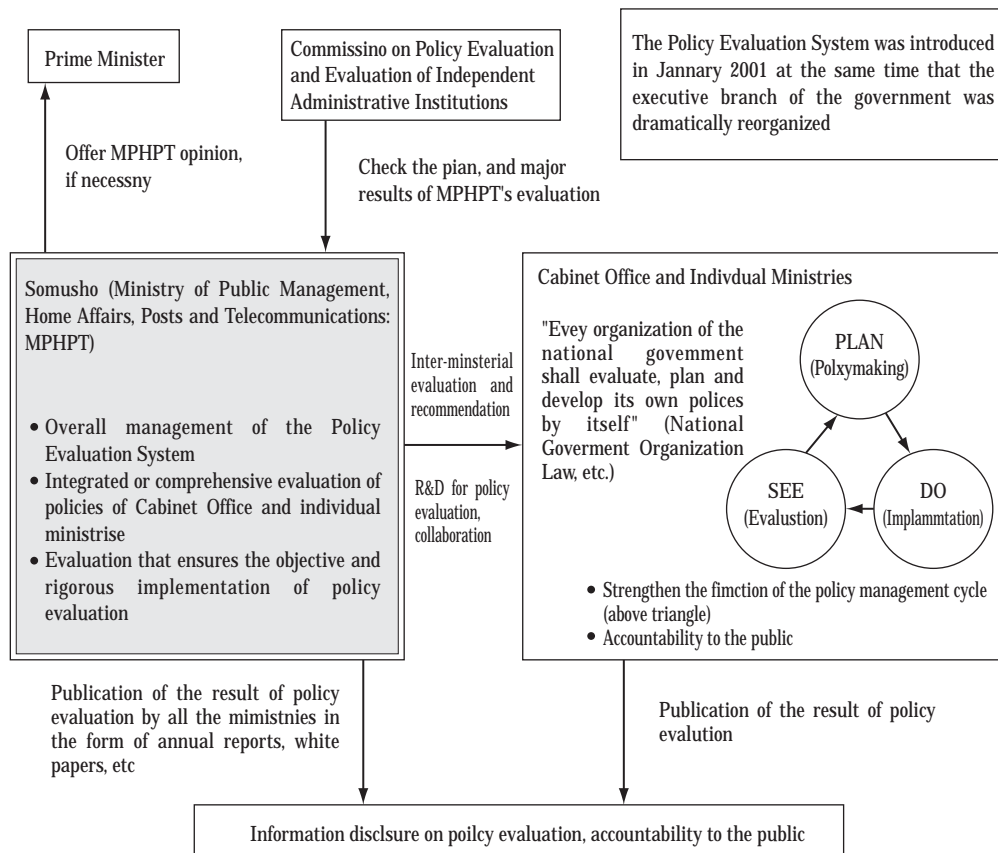 Prime Minister
Commissino on Policy Evaluation
and Evaluation of Independent
Administrative Institutions
The Policy Evaluation System was introduced
in Jannary 2001 at the same time that the
executive branch of the government was
dramatically reorganized
Offer MPHPT opinion,
if necessny
Check the pian, and major
results of MPHPT's evaluation
Somusho (Ministry of Public Management,
Home Affairs, Posts and Telecommunications:
MPHPT)
• Overall management of the Policy
Evaluation System
• Integrated or comprehensive evaluation of
policies of Cabinet Office and individual
ministrise
• Evaluation that ensures the objective and
rigorous implementation of policy
evaluation
Inter-minsterial
evaluation and
recommendation
R&D for policy
evaluation,
collaboration
Cabinet Office and Indivdual Ministries
"Evey organization of the
national govemment
shall evaluate, plan and
develop its own polices
by itself" (National
Goverment Organization
Law, etc.)
PLAN
(Polxymaking)
SEE
(Evalustion)
DO
(Implammtation)
• Strengthen the fimction of the policy management cycle
(above triangle)
• Accountability to the public
Publication of the result of policy
evaluation by all the mimistnies in
the form of annual reports, white
papers, etc
Publication of the result of policy
evalution
Information disclsure on poilcy evaluation, accountability to the public